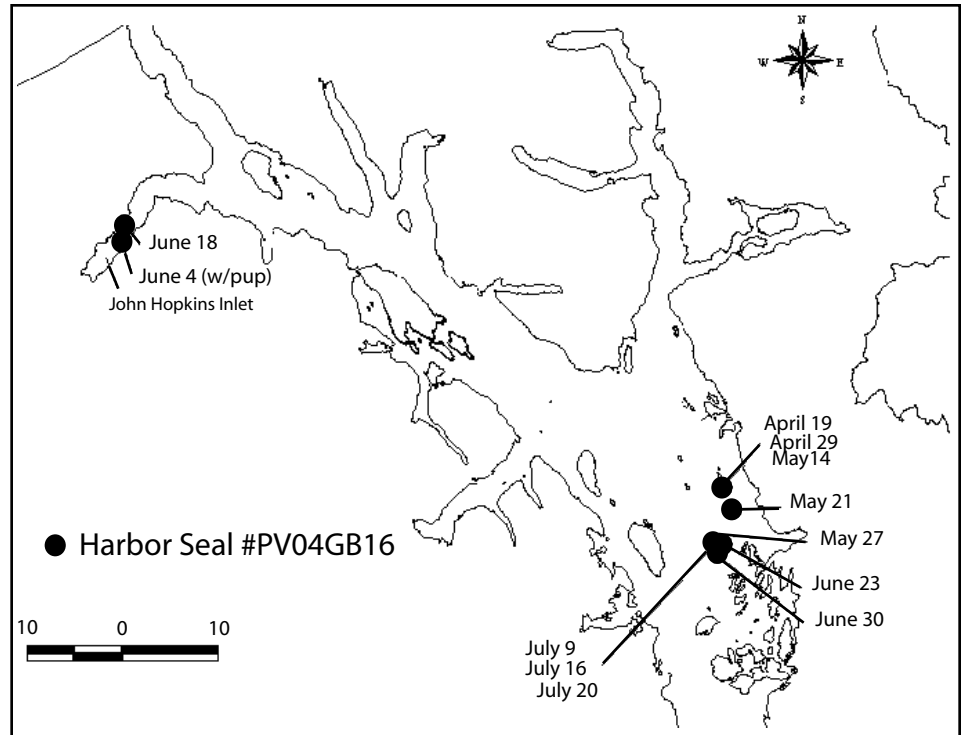 N
W E
S
June 18
June 4 (w/pup)
John Hopkins Inlet
April 19
April 29
May14
May 21
Harbor Seal #PV04GB16
May 27
June 23
June 30
10 0 10
July 9
July 16
July 20